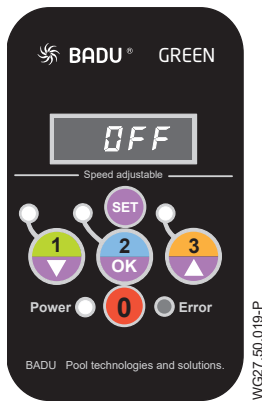 BADU® GREEN
OFF
Speed adjustable
SET
1 2 3
OK
Power 0 Error
BADU Pool technologies and solutions.
WG27.50.019-P